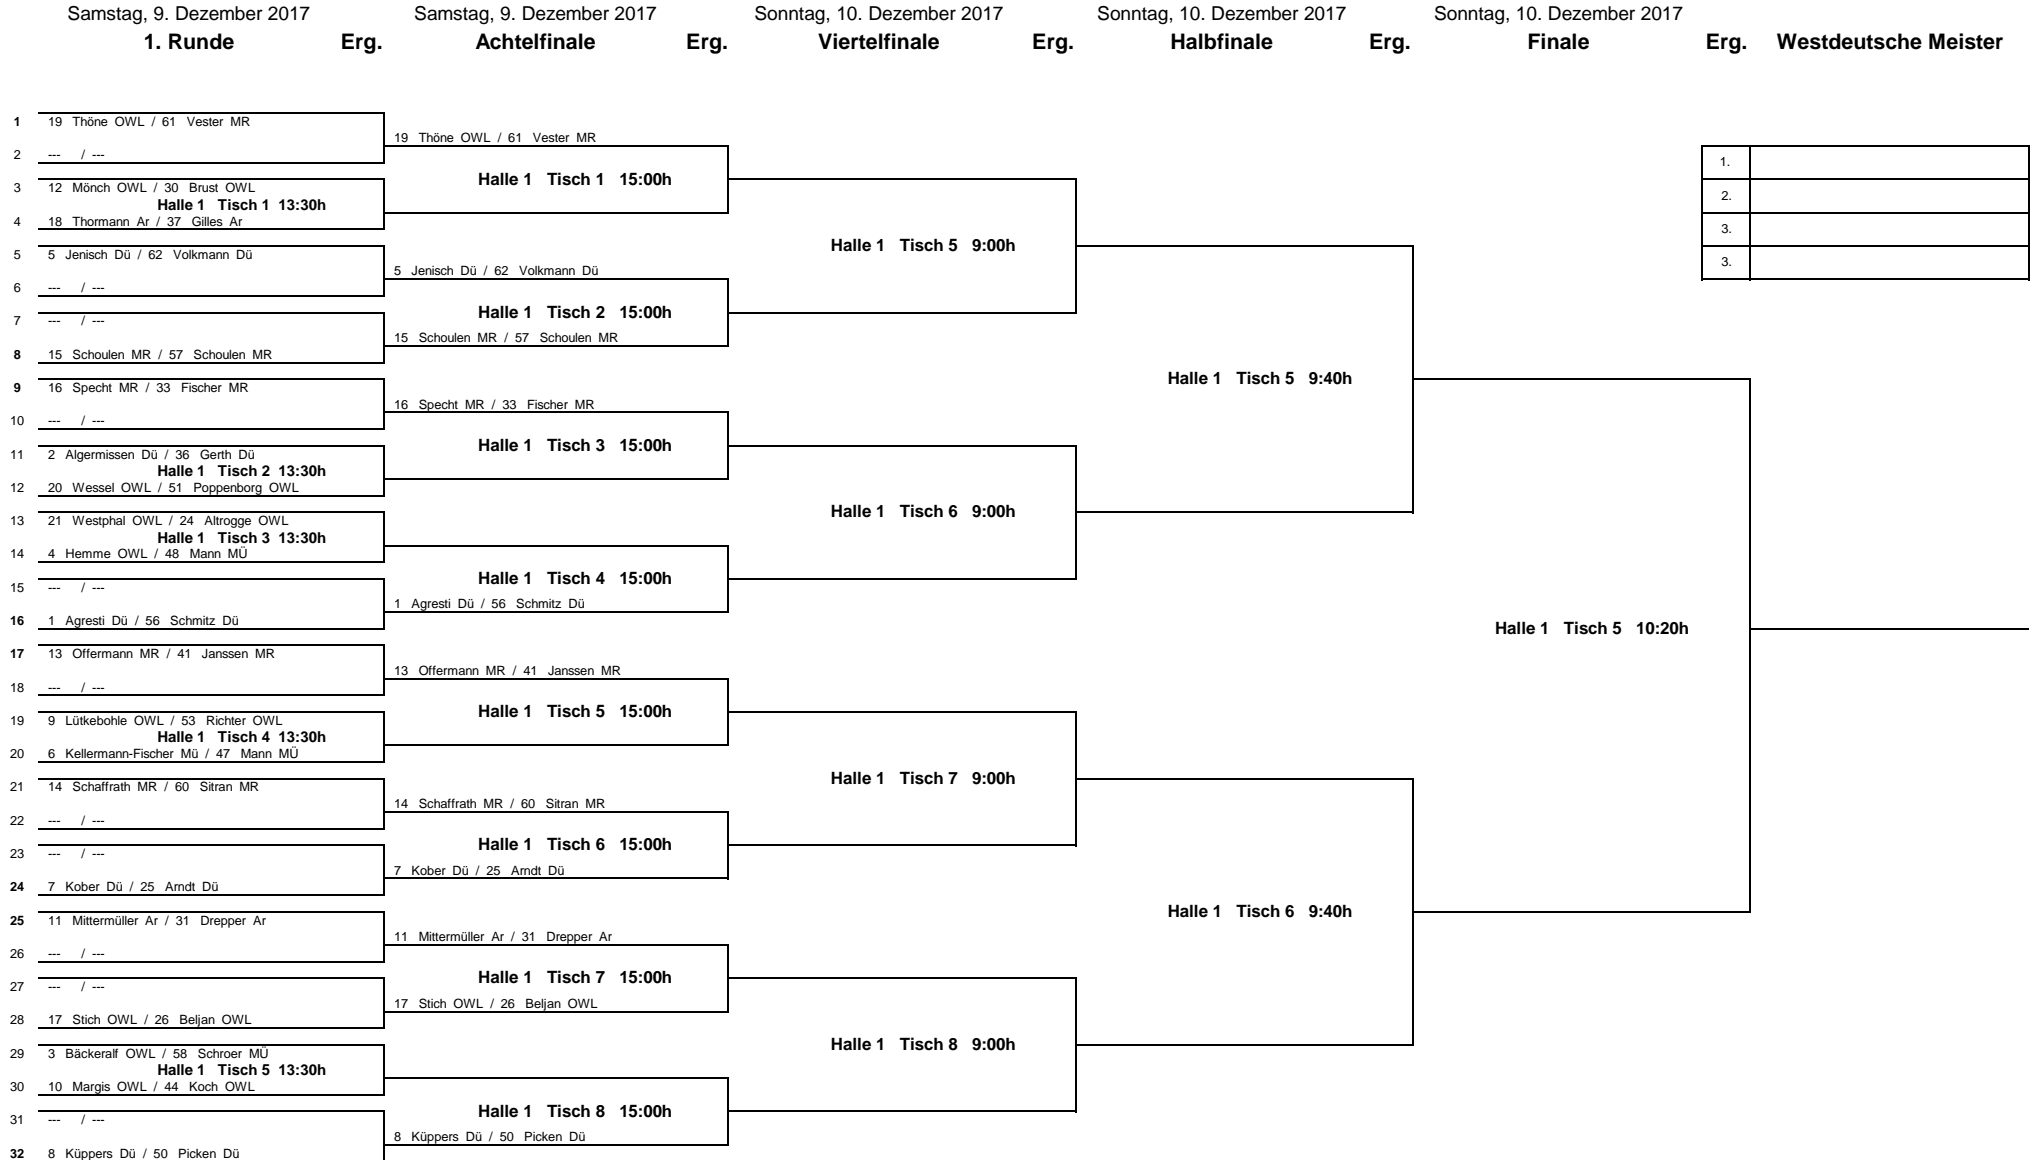 Samstag, 9. Dezember 2017 Samstag, 9. Dezember 2017 Sonntag, 10. Dezember 2017 Sonntag, 10. Dezember 2017 Sonntag, 10. Dezember 2017
1. Runde Erg. Achtelfinale Erg. Viertelfinale Erg. Halbfinale Erg. Finale Erg. Westdeutsche Meister
1 19 Thöne OWL / 61 Vester MR
19 Thöne OWL / 61 Vester MR
2 --- / ---
1.
Halle 1 Tisch 1 15:00h
3 12 Mönch OWL / 30 Brust OWL
2.
Halle 1 Tisch 1 13:30h
4 18 Thormann Ar / 37 Gilles Ar
3.
Halle 1 Tisch 5 9:00h
5 5 Jenisch Dü / 62 Volkmann Dü
3.
5 Jenisch Dü / 62 Volkmann Dü
6 --- / ---
Halle 1 Tisch 2 15:00h
7 --- / ---
15 Schoulen MR / 57 Schoulen MR
8 15 Schoulen MR / 57 Schoulen MR
Halle 1 Tisch 5 9:40h
9 16 Specht MR / 33 Fischer MR
16 Specht MR / 33 Fischer MR
10 --- / ---
Halle 1 Tisch 3 15:00h
11 2 Algermissen Dü / 36 Gerth Dü
Halle 1 Tisch 2 13:30h
12 20 Wessel OWL / 51 Poppenborg OWL
Halle 1 Tisch 6 9:00h
13 21 Westphal OWL / 24 Altrogge OWL
Halle 1 Tisch 3 13:30h
14 4 Hemme OWL / 48 Mann MÜ
Halle 1 Tisch 4 15:00h
15 --- / ---
1 Agresti Dü / 56 Schmitz Dü
16 1 Agresti Dü / 56 Schmitz Dü
Halle 1 Tisch 5 10:20h
17 13 Offermann MR / 41 Janssen MR
13 Offermann MR / 41 Janssen MR
18 --- / ---
Halle 1 Tisch 5 15:00h
19 9 Lütkebohle OWL / 53 Richter OWL
Halle 1 Tisch 4 13:30h
20 6 Kellermann-Fischer Mü / 47 Mann MÜ
Halle 1 Tisch 7 9:00h
21 14 Schaffrath MR / 60 Sitran MR
14 Schaffrath MR / 60 Sitran MR
22 --- / ---
Halle 1 Tisch 6 15:00h
23 --- / ---
7 Kober Dü / 25 Arndt Dü
24 7 Kober Dü / 25 Arndt Dü
Halle 1 Tisch 6 9:40h
25 11 Mittermüller Ar / 31 Drepper Ar
11 Mittermüller Ar / 31 Drepper Ar
26 --- / ---
Halle 1 Tisch 7 15:00h
27 --- / ---
17 Stich OWL / 26 Beljan OWL
28 17 Stich OWL / 26 Beljan OWL
Halle 1 Tisch 8 9:00h
29 3 Bäckeralf OWL / 58 Schroer MÜ
Halle 1 Tisch 5 13:30h
30 10 Margis OWL / 44 Koch OWL
Halle 1 Tisch 8 15:00h
31 --- / ---
8 Küppers Dü / 50 Picken Dü
32 8 Küppers Dü / 50 Picken Dü